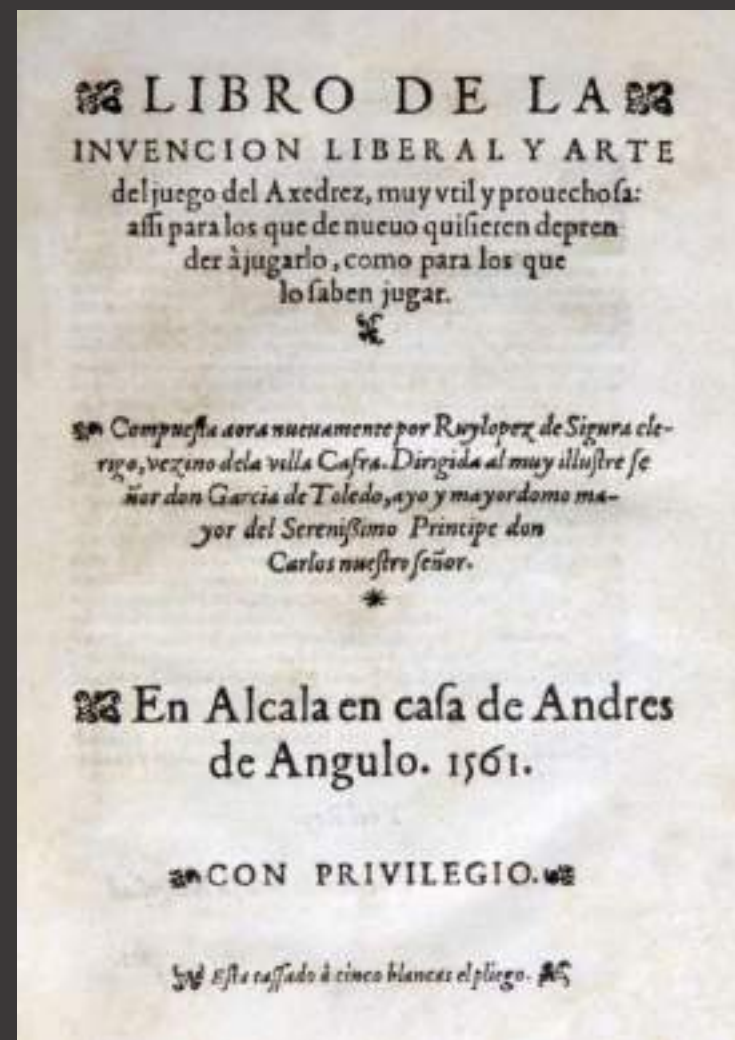 LIBRO DE LA
INVENCION LIBERAL Y ARTE
del juego del Axedrez, muy vtil y prouechoſa:
aſſi para los que de nueuo quiſieren depren
der à jugarlo, como para los que
lo ſaben jugar.
Compueſta aora nueuamente por Ruylopez de Sigura cle-
rigo, vezino dela villa Cafra. Dirigida al muy illuſtre ſe
ñor don Garcia de Toledo, ayo y mayordomo ma-
yor del Sereniſsimo Principe don
Carlos nueſtro ſeñor.
En Alcala en caſa de Andres
de Angulo. 1561.
CON PRIVILEGIO.
Eſta taſſado à cinco blancas el pliego.